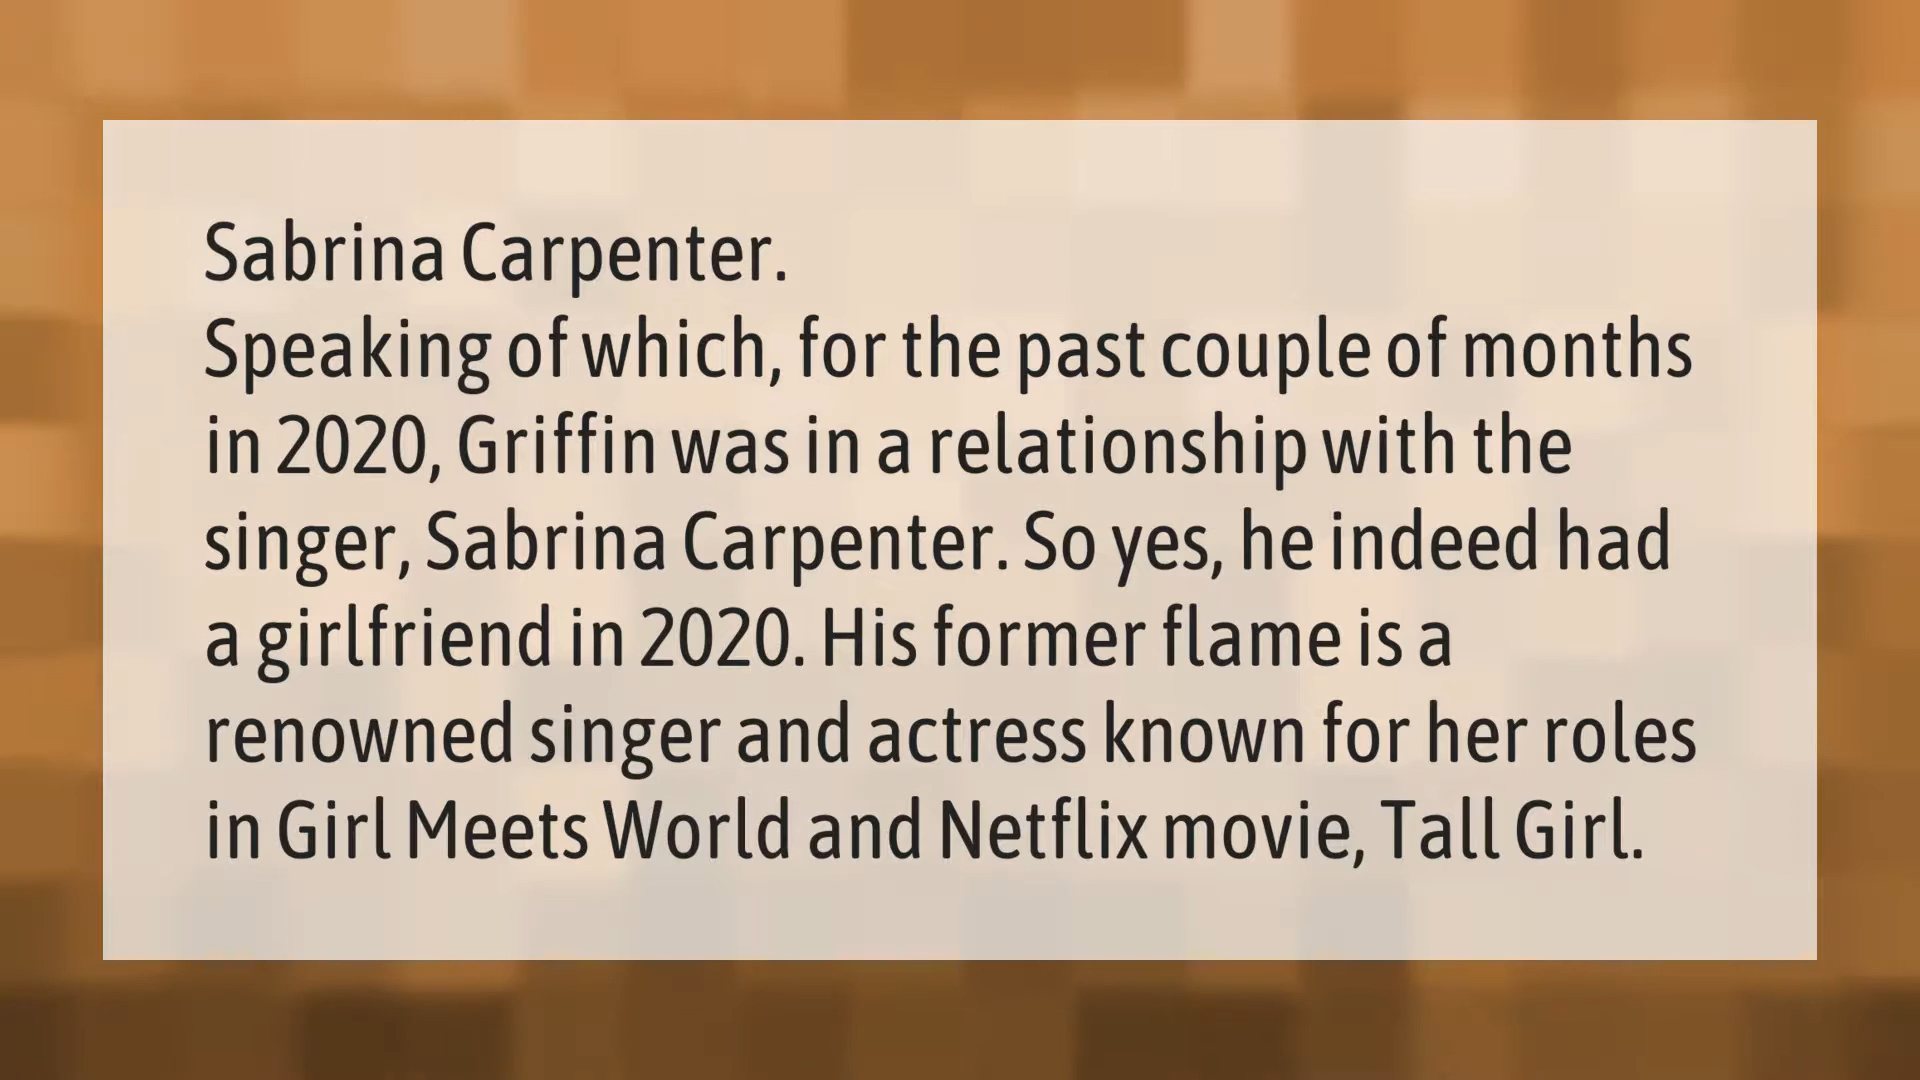 Sabrina Carpenter.
Speaking of which, for the past couple of months
in 2020, Griffin was in a relationship with the
singer, Sabrina Carpenter. So yes, he indeed had
a girlfriend in 2020. His former flame is a
renowned singer and actress known for her roles
in Girl Meets World and Netflix movie, Tall Girl.